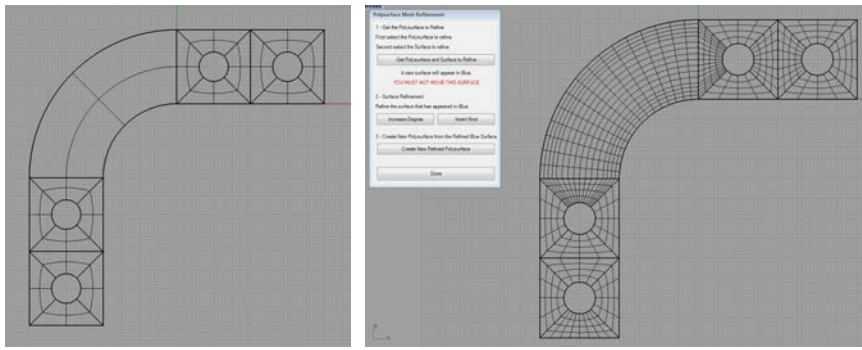 Polysurface Mesh Refinement
1 - Get the Polysurface to Refine
First select the Polysurface to refine.
Second select the Surface to refine.
Get Polysurface and Surface to Refine
A new surface will appear in Blue.
YOU MUST NOT MOVE THIS SURFACE
2 - Surface Refinement
Refine the surface that has appeared in Blue.
Increase Degree
Insert Knot
3 - Create New Polysurface from the Refined Blue Surface
Create New Refined Polysurface
Done